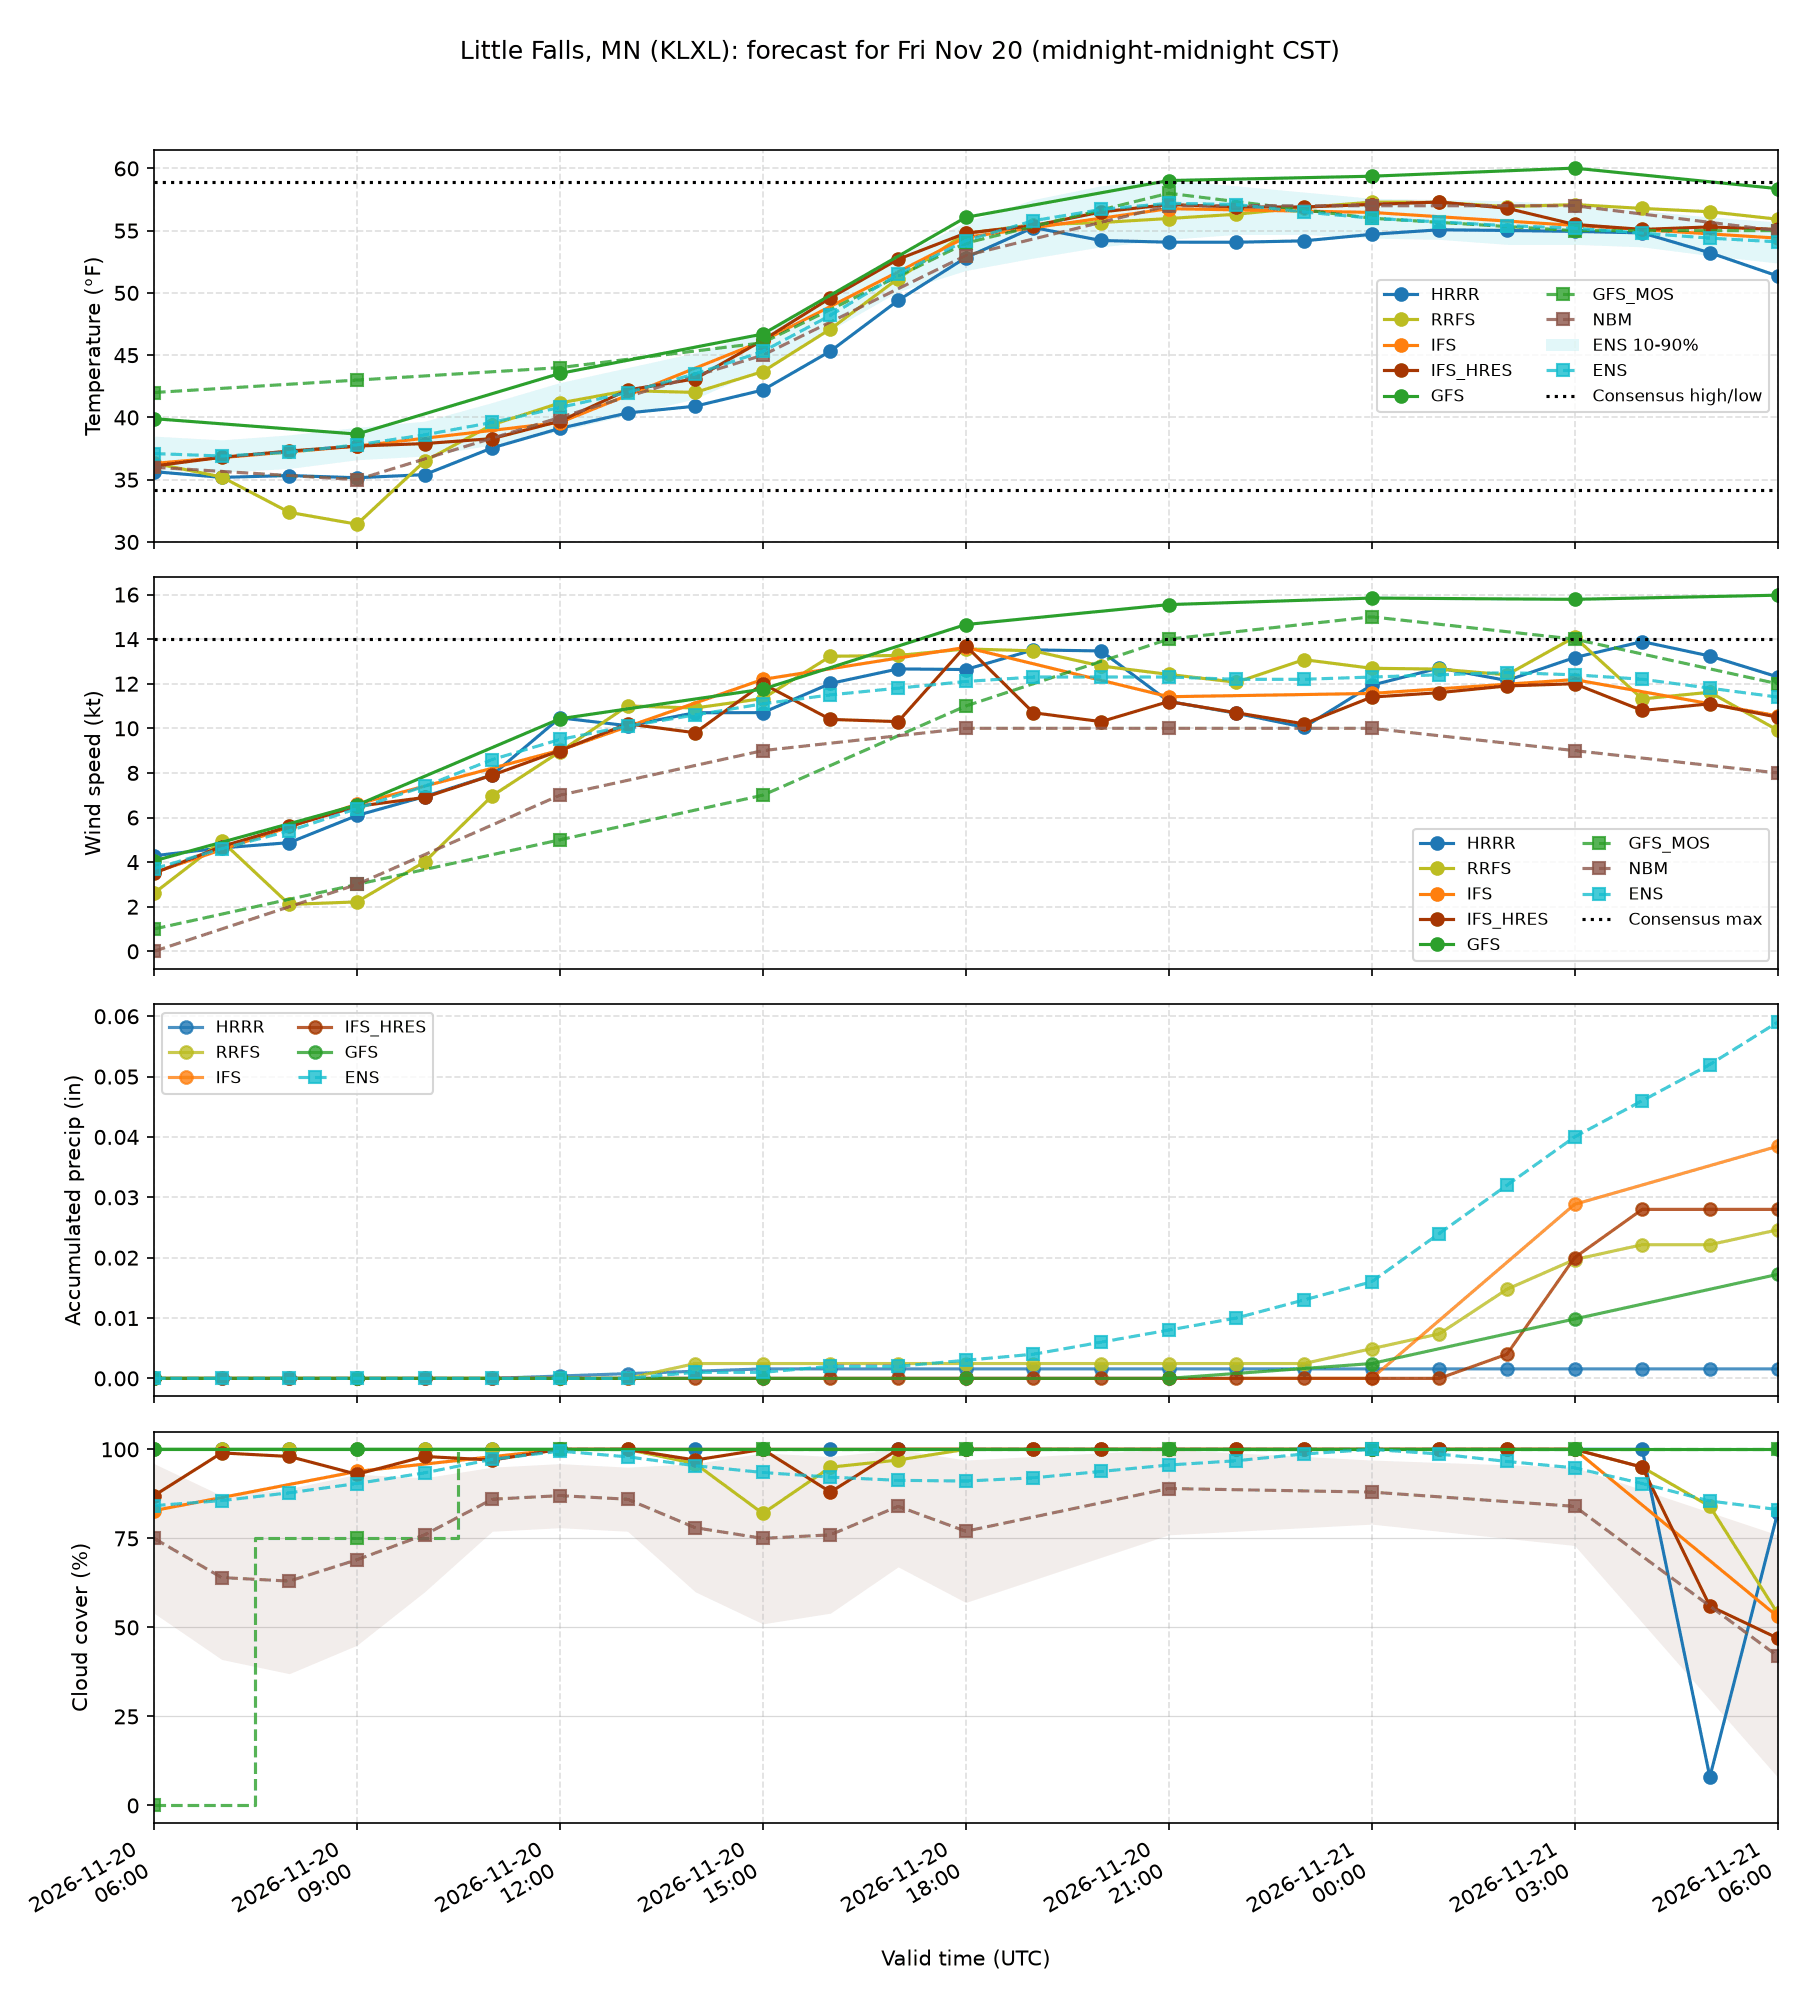 Little Falls, MN (KLXL): forecast for Fri Nov 20 (midnight-midnight CST)
60
55
50
45
40
35
30
Temperature (°F)
HRRR
RRFS
IFS
IFS_HRES
GFS
GFS_MOS
NBM
ENS 10-90%
ENS
Consensus high/low
16
14
12
10
8
6
4
2
0
Wind speed (kt)
HRRR
RRFS
IFS
IFS_HRES
GFS
GFS_MOS
NBM
ENS
Consensus max
0.06
0.05
0.04
0.03
0.02
0.01
0.00
Accumulated precip (in)
HRRR
RRFS
IFS
IFS_HRES
GFS
ENS
100
75
50
25
0
Cloud cover (%)
2026-11-20
06:00
2026-11-20
09:00
2026-11-20
12:00
2026-11-20
15:00
2026-11-20
18:00
2026-11-20
21:00
2026-11-21
00:00
2026-11-21
03:00
2026-11-21
06:00
Valid time (UTC)